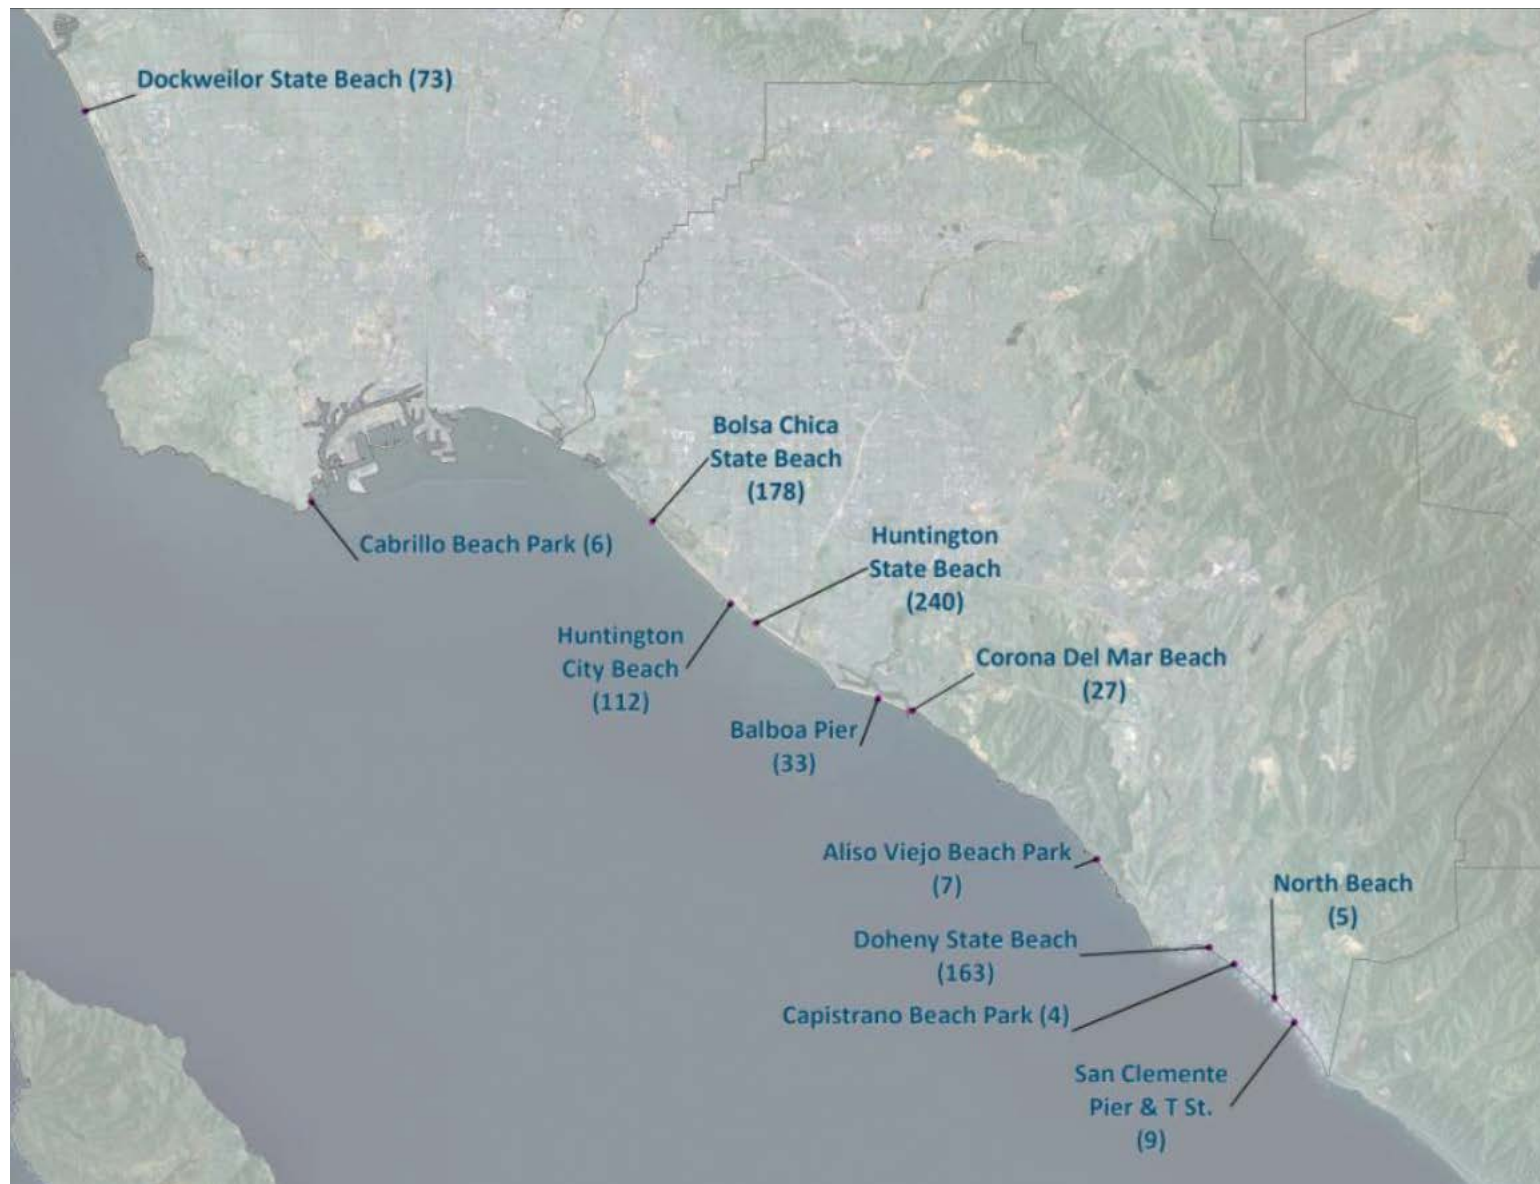 Dockweilor State Beach (73)
Bolsa Chica
State Beach
(178)
Cabrillo Beach Park (6)
Huntington
State Beach
(240)
Huntington
City Beach
(112)
Corona Del Mar Beach
(27)
Balboa Pier
(33)
Aliso Viejo Beach Park
(7)
North Beach
(5)
Doheny State Beach
(163)
Capistrano Beach Park (4)
San Clemente
Pier & T St.
(9)